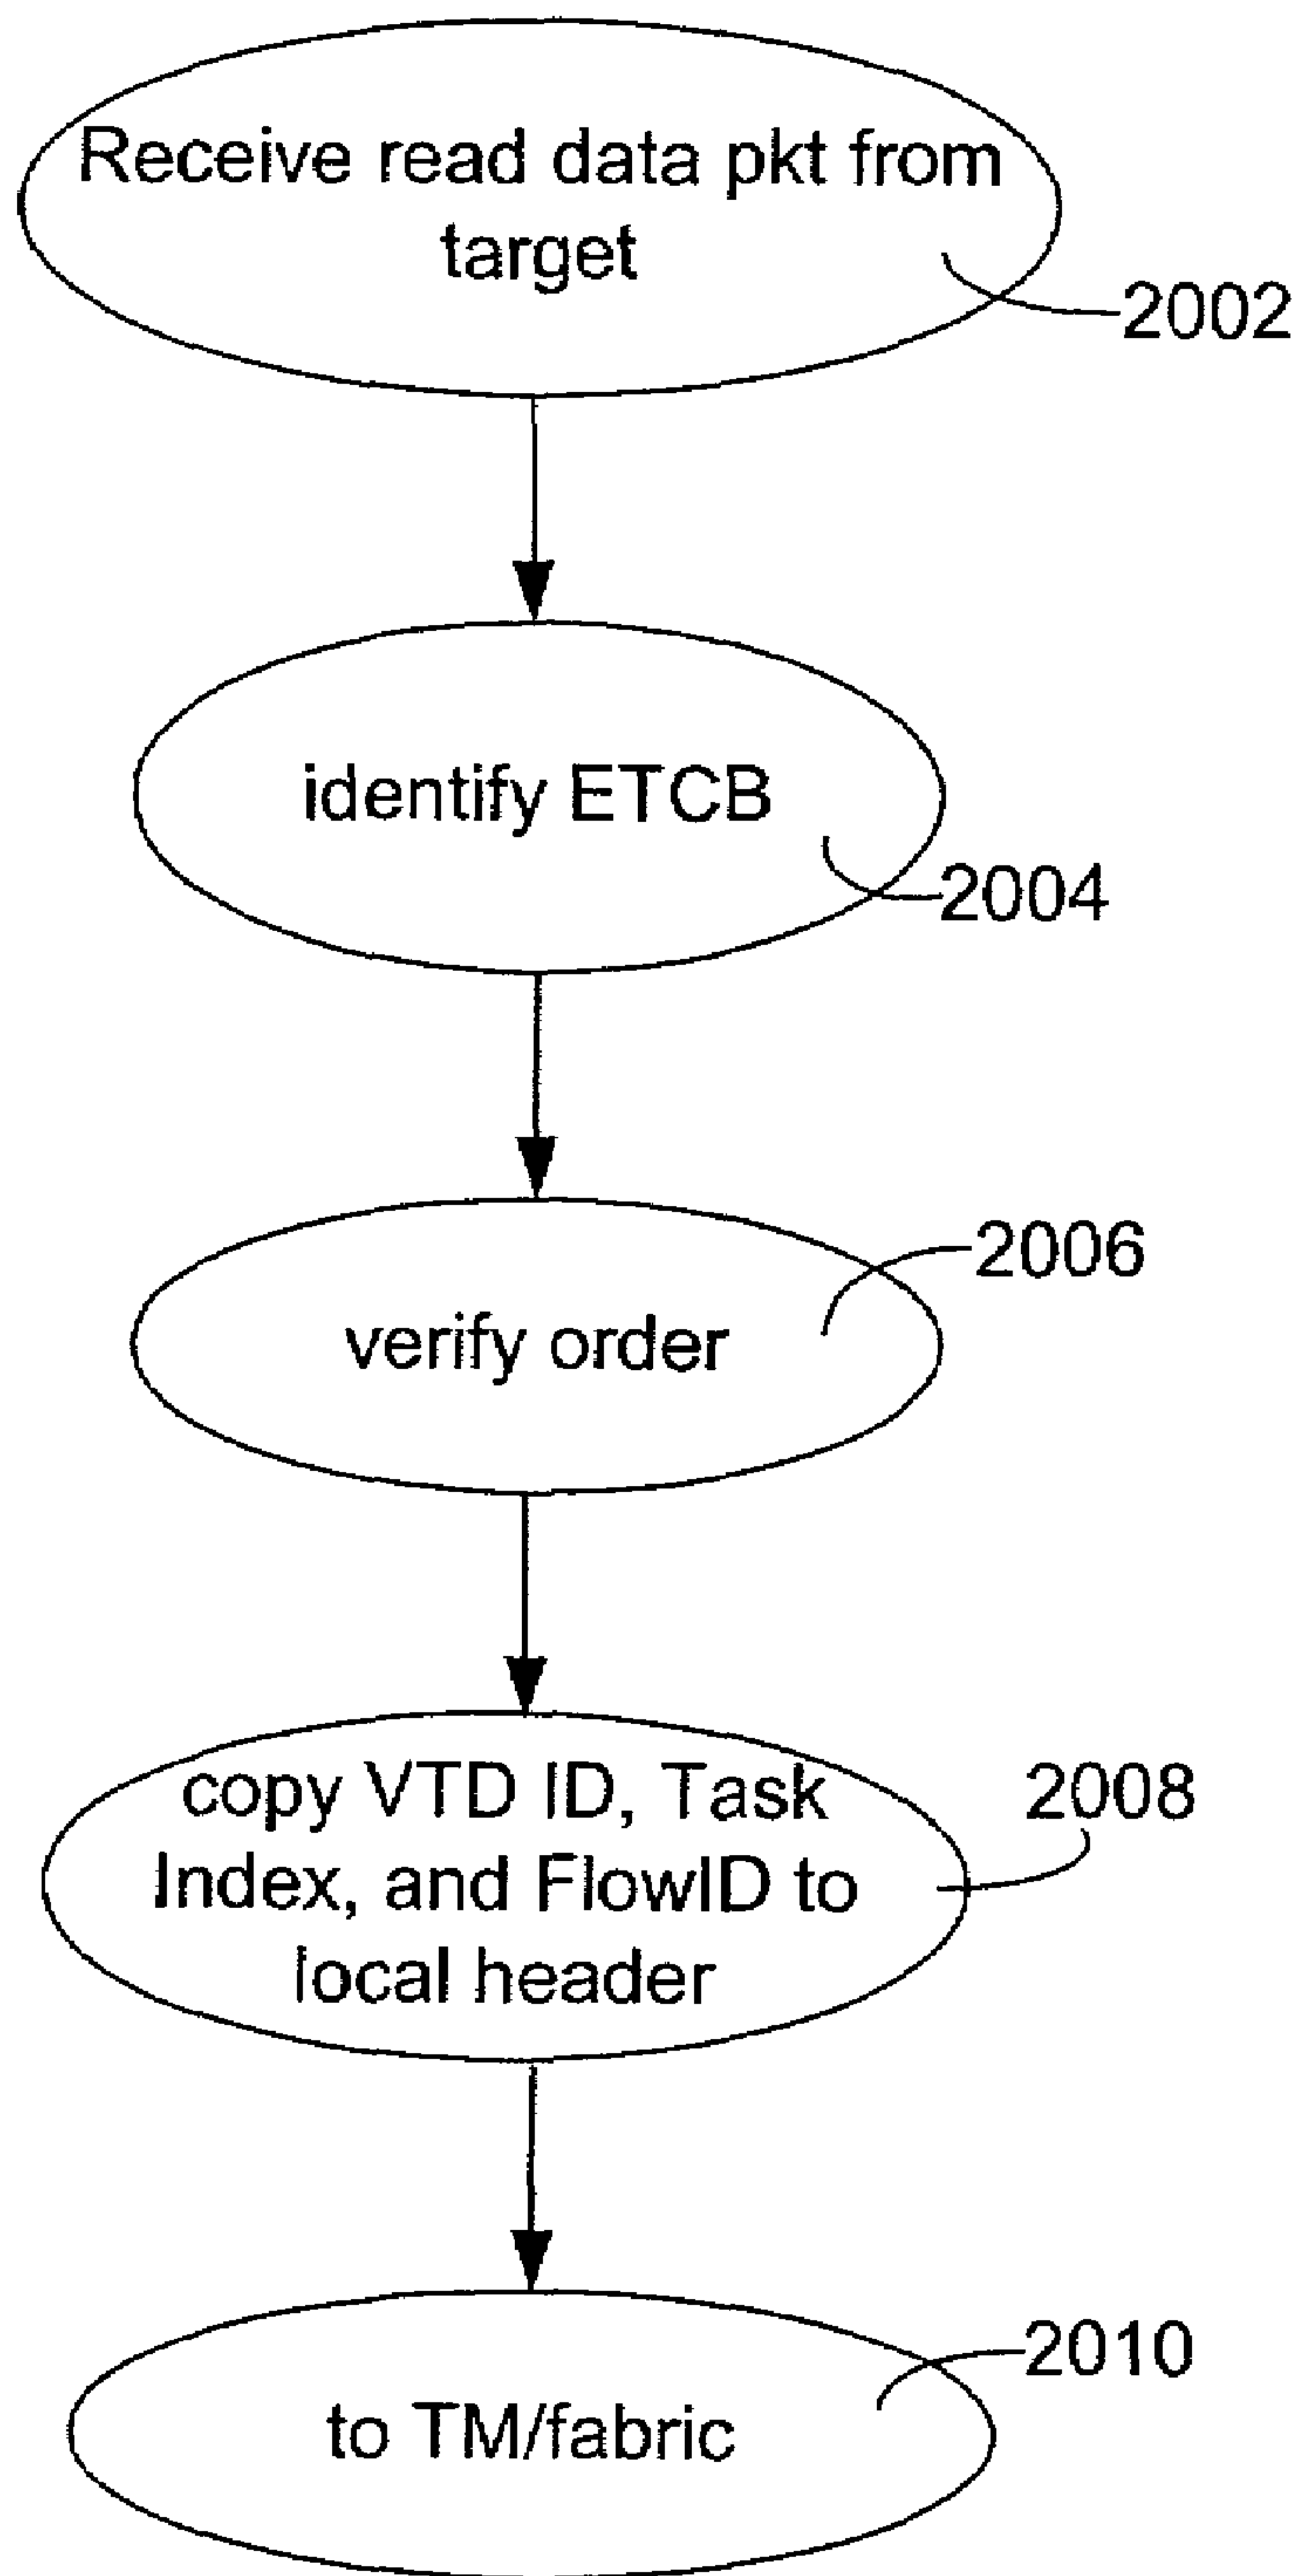 Receive read data pkt from
target
2002
identify ETCB
2004
2006
verify order
copy VTD ID, Task
Index, and FlowID to
local header
2008
2010
to TM/fabric